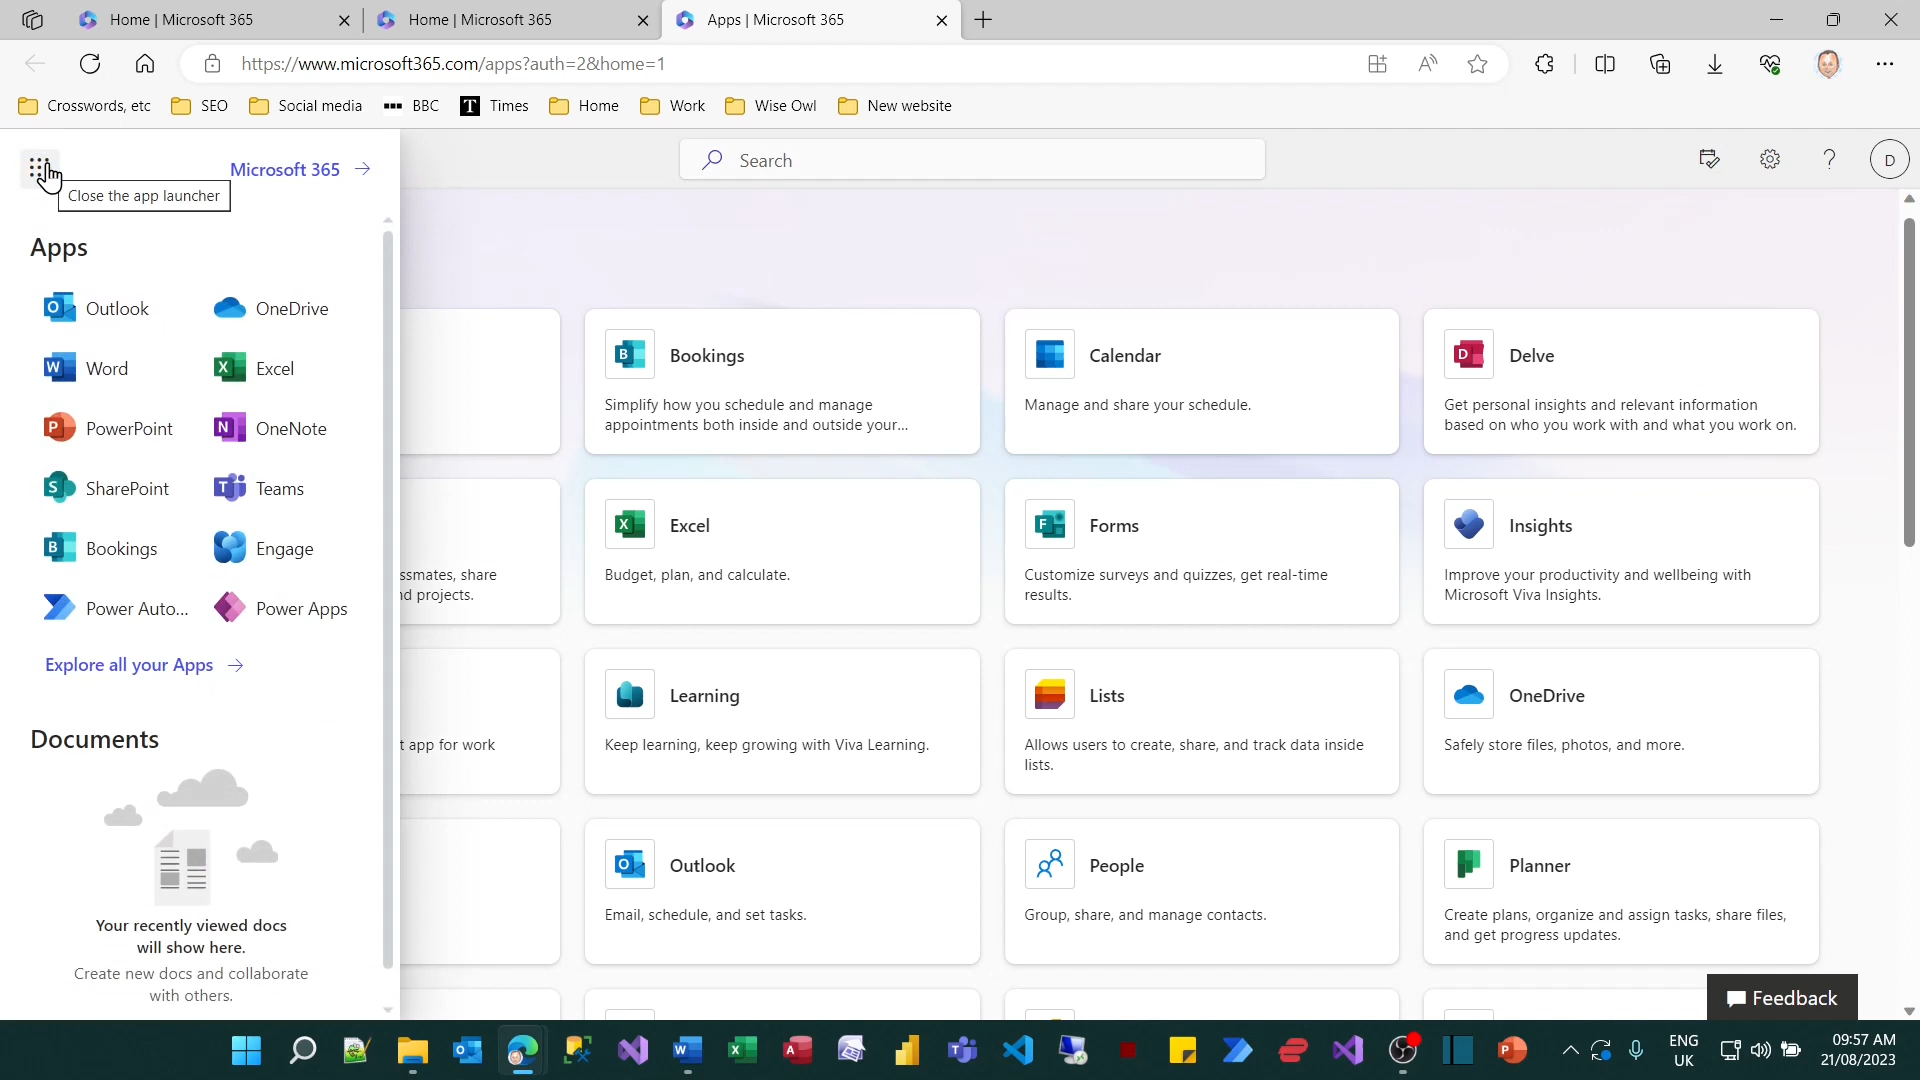 Home | Microsoft 365
Home | Microsoft 365
Apps | Microsoft 365
https://www.microsoft365.com/apps?auth=2&home=1
Crosswords, etc
SEO
Social media
BBC
T
Times
Home
Work
Wise Owl
New website
Microsoft 365
Search
D
Close the app launcher
Apps
Outlook
OneDrive
Word
Excel
PowerPoint
OneNote
SharePoint
Teams
Bookings
Engage
Power Auto...
Power Apps
Explore all your Apps
Documents
Your recently viewed docs
will show here.
Create new docs and collaborate
with others.
Bookings
Simplify how you schedule and manage
appointments both inside and outside your...
Calendar
Manage and share your schedule.
Delve
Get personal insights and relevant information
based on who you work with and what you work on.
ssmates, share
nd projects.
Excel
Budget, plan, and calculate.
Forms
Customize surveys and quizzes, get real-time
results.
Insights
Improve your productivity and wellbeing with
Microsoft Viva Insights.
t app for work
Learning
Keep learning, keep growing with Viva Learning.
Lists
Allows users to create, share, and track data inside
lists.
OneDrive
Safely store files, photos, and more.
Outlook
Email, schedule, and set tasks.
People
Group, share, and manage contacts.
Planner
Create plans, organize and assign tasks, share files,
and get progress updates.
Feedback
ENG
UK
09:57 AM
21/08/2023